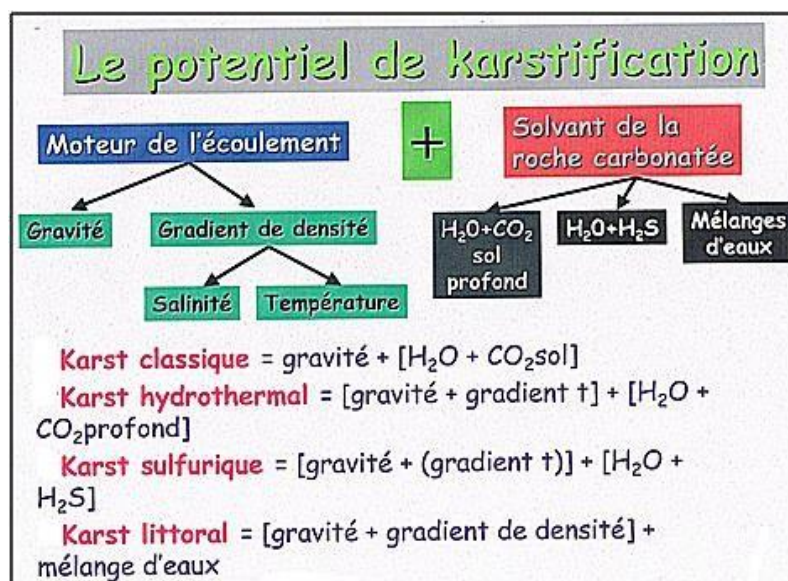 Le potentiel de karstification
Moteur de l'écoulement
+
Solvant de la
roche carbonatée
Gravité
Gradient de densité
H₂O+CO₂
sol
profond
H₂O+H₂S
Mélanges
d'eaux
Salinité
Température
Karst classique = gravité + [H₂O + CO₂sol]
Karst hydrothermal = [gravité + gradient t] + [H₂O +
CO₂profond]
Karst sulfurique = [gravité + (gradient t)] + [H₂O +
H₂S]
Karst littoral = [gravité + gradient de densité] +
mélange d'eaux